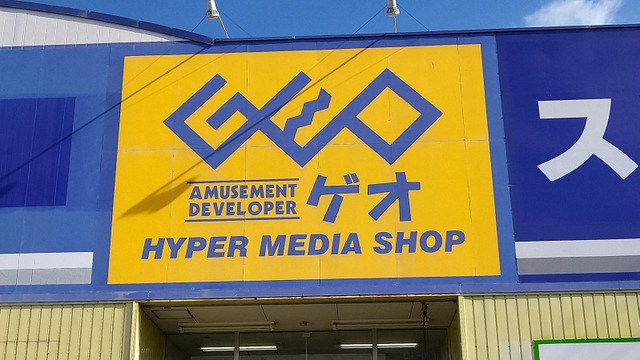 GEO
AMUSEMENT
DEVELOPER
ゲオ
HYPER MEDIA SHOP
ス